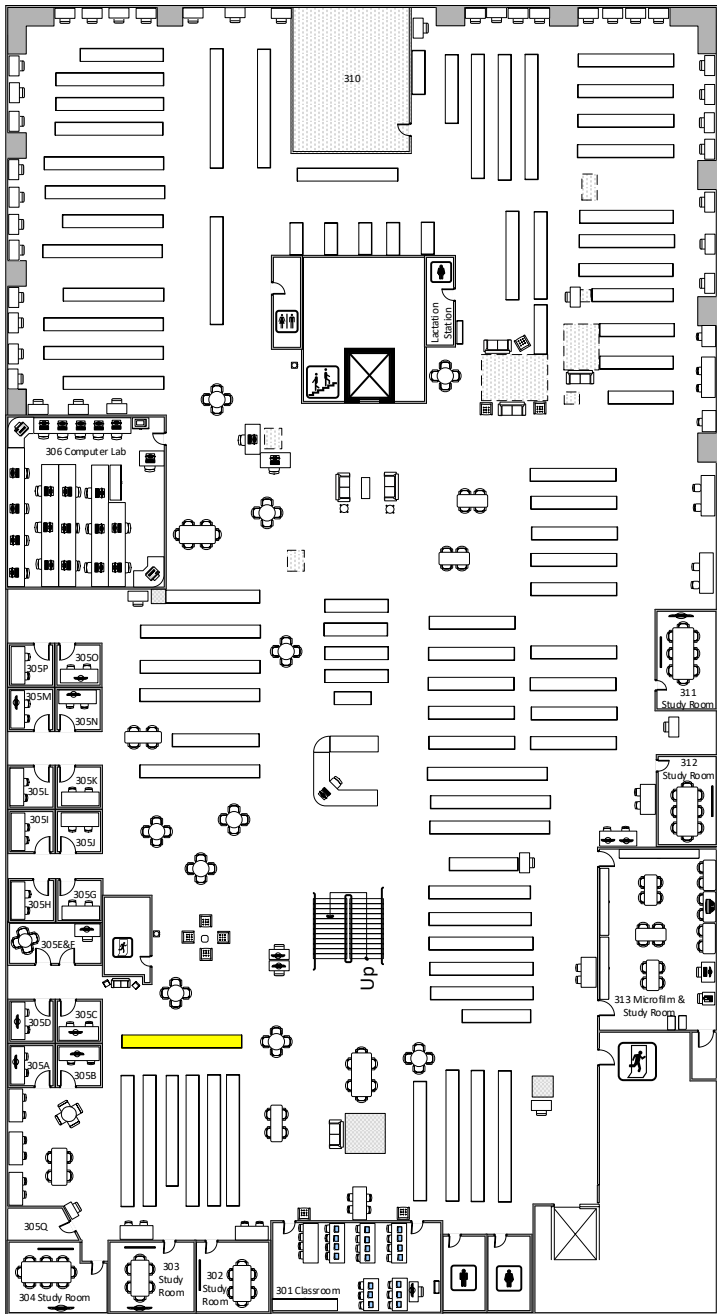 310
Lactation
Station
306 Computer Lab
305P
305O
305M
305N
311
Study Room
312
Study Room
305L
305K
305I
305J
305H
305G
305E&F
Up
313 Microfilm &
Study Room
305D
305C
305A
305B
305Q
304 Study Room
303
Study
Room
302
Study
Room
301 Classroom